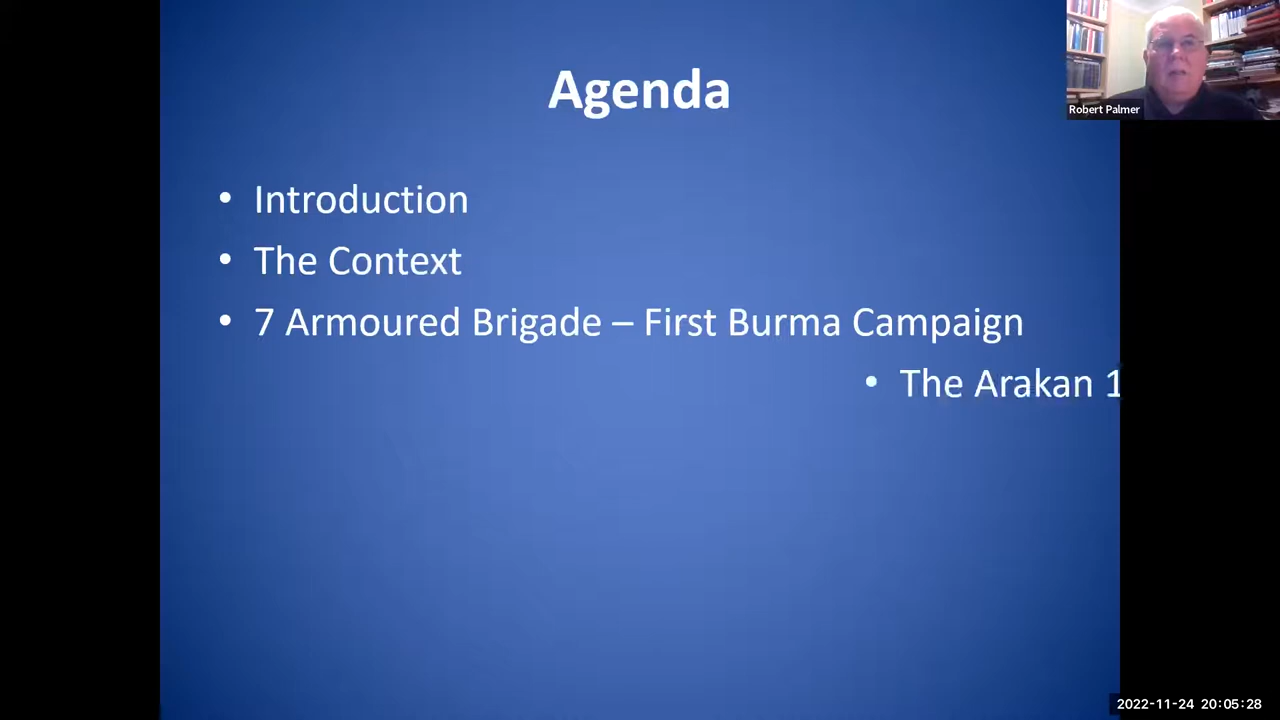 Agenda
Robert Palmer
• Introduction
• The Context
• 7 Armoured Brigade – First Burma Campaign
• The Arakan 1
2022-11-24 20:05:28